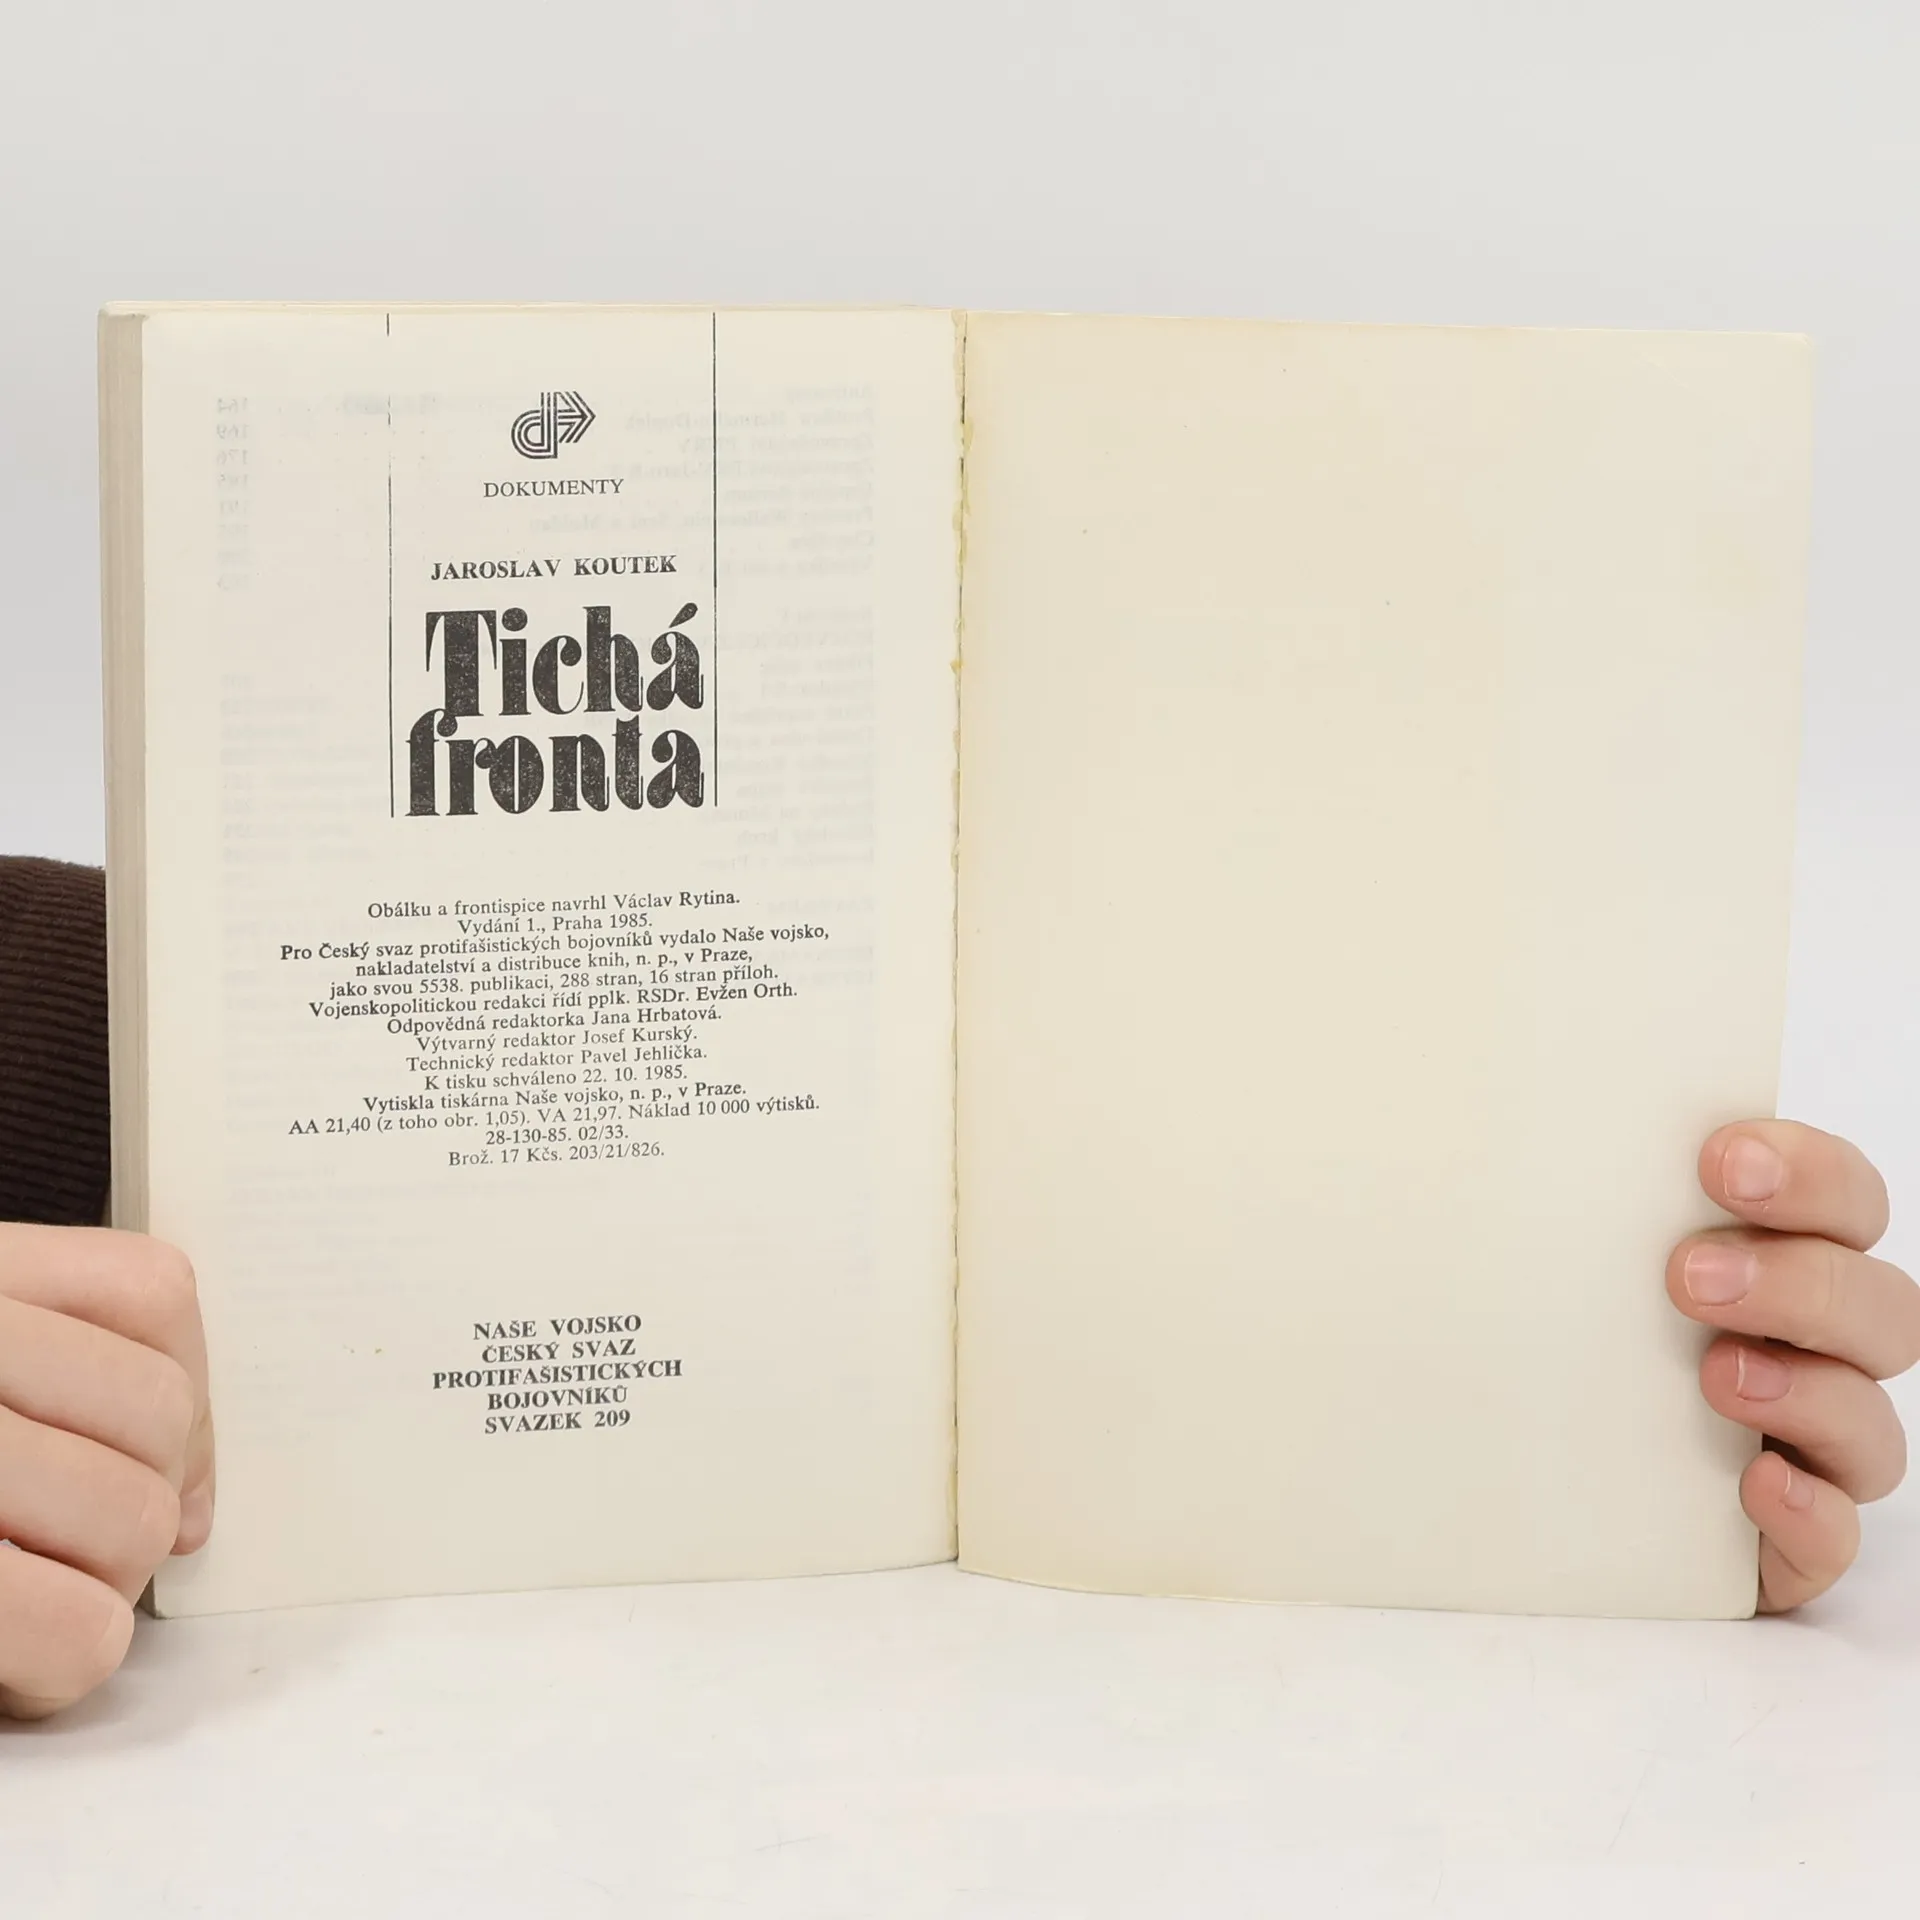 DOKUMENTY
JAROSLAV KOUTEK
Tichá
fronta
Obálku a frontispice navrhl Václav Rytina.
Vydání 1., Praha 1985.
Pro Český svaz protifašistických bojovníků vydalo Naše vojsko,
nakladatelství a distribuce knih, n. p., v Praze,
jako svou 5538. publikaci, 288 stran, 16 stran příloh.
Vojenskopolitickou redakci řídí pplk. RSDr. Evžen Orth.
Odpovědná redaktorka Jana Hrbatová.
Výtvarný redaktor Josef Kurský.
Technický redaktor Pavel Jehlička.
K tisku schváleno 22. 10. 1985.
Vytiskla tiskárna Naše vojsko, n. p., v Praze.
AA 21,40 (z toho obr. 1,05). VA 21,97. Náklad 10 000 výtisků.
28-130-85. 02/33.
Brož. 17 Kčs. 203/21/826.
NAŠE VOJSKO
ČESKÝ SVAZ
PROTIFAŠISTICKÝCH
BOJOVNÍKŮ
SVAZEK 209